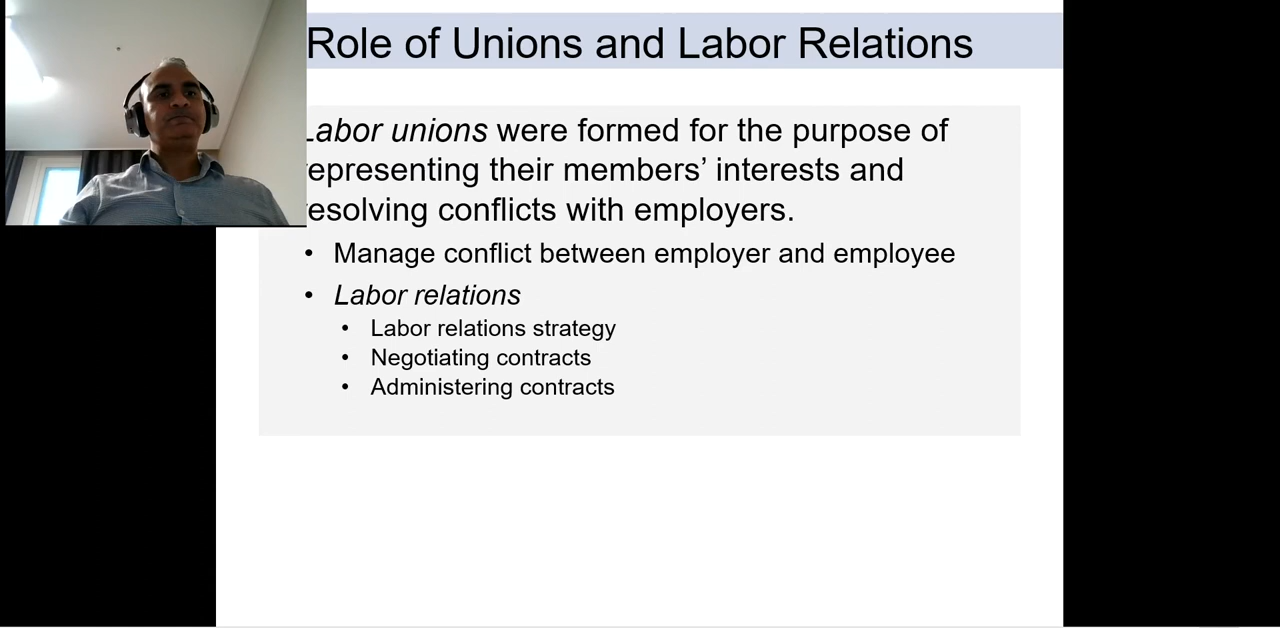 Role of Unions and Labor Relations
Labor unions were formed for the purpose of
representing their members’ interests and
resolving conflicts with employers.
• Manage conflict between employer and employee
• Labor relations
• Labor relations strategy
• Negotiating contracts
• Administering contracts